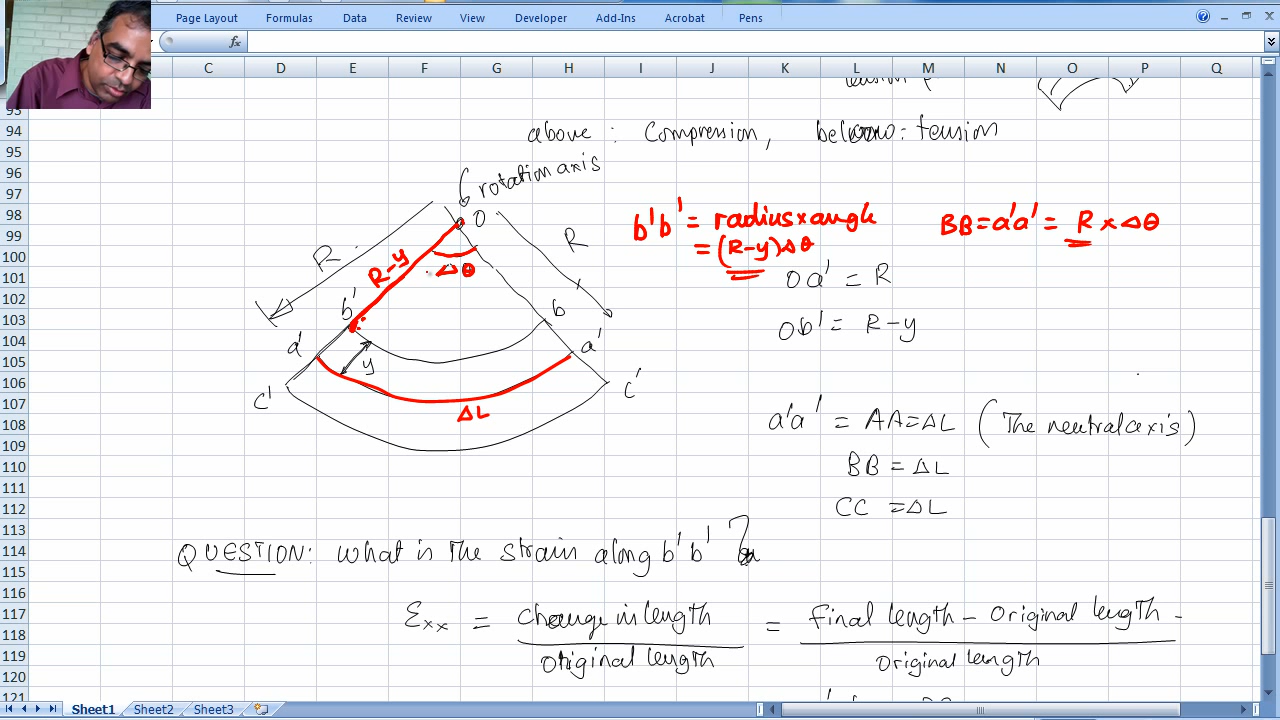 Page Layout Formulas Data Review View Developer Add-Ins Acrobat Pens
fx
C D E F G H I J K L M N O P Q
93
94
95
96
97
98
99
100
101
102
103
104
105
106
107
108
109
110
111
112
113
114
115
116
117
118
119
120
121
tension
above : Compression, below: tension
rotation axis
O
R
R
R-y
Δθ
b'
b
a'
a'
y
c'
c'
ΔL
b'b' = radius x angle
= (R-y)Δθ
BB = a'a' = R x Δθ
Oa' = R
Ob' = R-y
a'a' = AA = ΔL (The neutral axis)
BB = ΔL
CC = ΔL
QUESTION: what is the strain along b'b' ?
Exx = Change in length / original length = final length - original length / original length
Sheet1 Sheet2 Sheet3